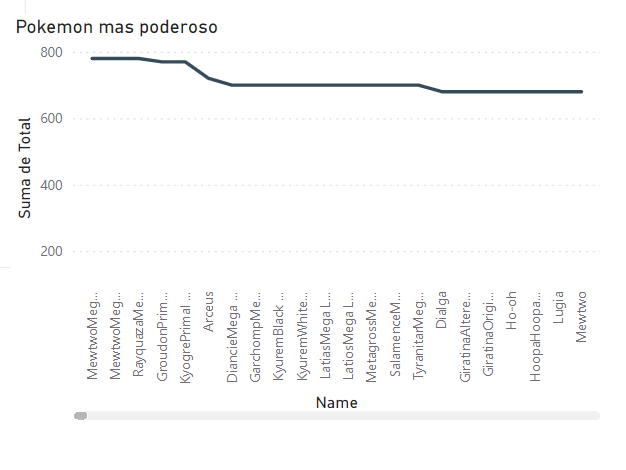 Pokemon mas poderoso
Suma de Total
800
600
400
200
MewtwoMeg...
MewtwoMeg...
RayquazaMe...
GroudonPrim...
KyogrePrimal ...
Arceus
DiancieMega ...
GarchompMe...
KyuremBlack ...
KyuremWhite...
LatiasMega L...
LatiosMega L...
MetagrossMe...
SalamenceM...
TyranitarMeg...
Dialga
GiratinaAltere...
GiratinaOrigi...
Ho-oh
HoopaHoopa...
Lugia
Mewtwo
Name